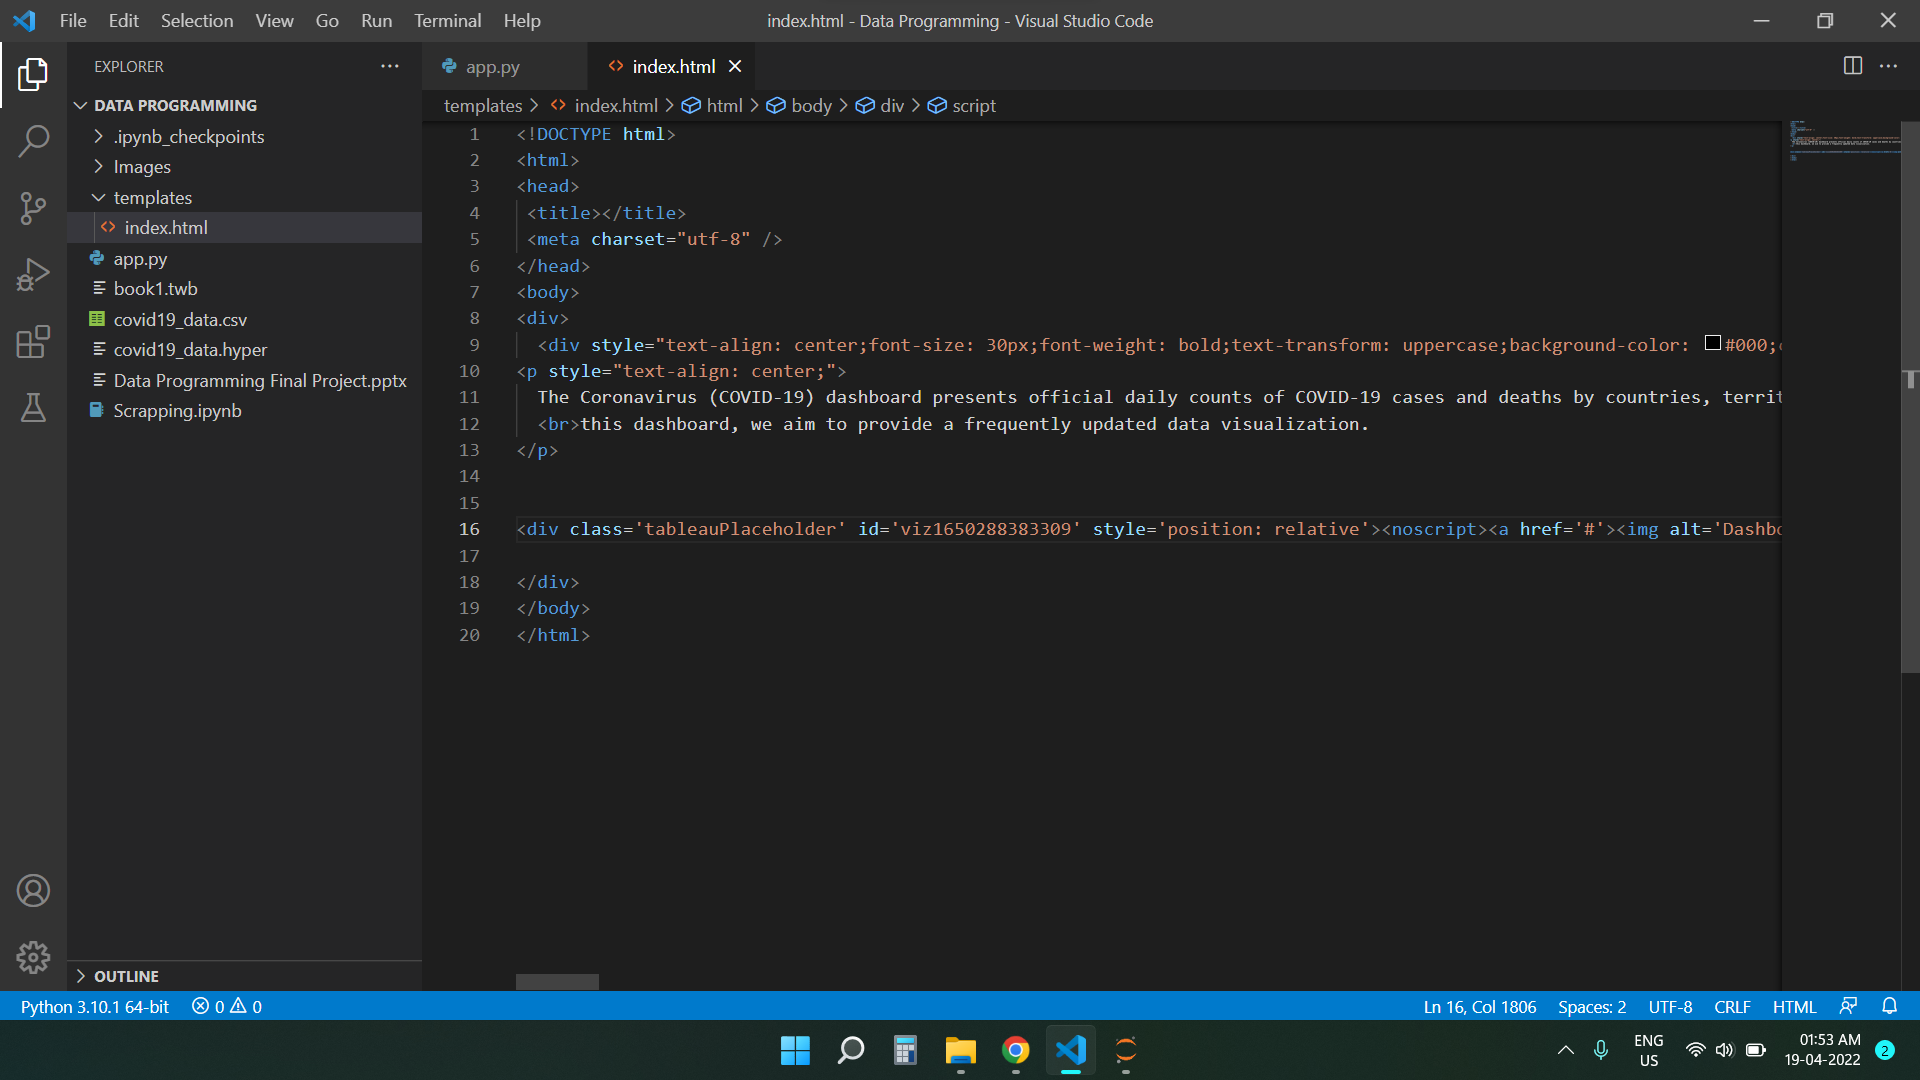 File Edit Selection View Go Run Terminal Help
index.html - Data Programming - Visual Studio Code
EXPLORER
DATA PROGRAMMING
.ipynb_checkpoints
Images
templates
index.html
app.py
book1.twb
covid19_data.csv
covid19_data.hyper
Data Programming Final Project.pptx
Scrapping.ipynb
OUTLINE
app.py
index.html
templates > index.html > html > body > div > script
1 <!DOCTYPE html>
2 <html>
3 <head>
4 <title></title>
5 <meta charset="utf-8" />
6 </head>
7 <body>
8 <div>
9 <div style="text-align: center;font-size: 30px;font-weight: bold;text-transform: uppercase;background-color: #000;
10 <p style="text-align: center;">
11 The Coronavirus (COVID-19) dashboard presents official daily counts of COVID-19 cases and deaths by countries, territ
12 <br>this dashboard, we aim to provide a frequently updated data visualization.
13 </p>
14
15
16 <div class='tableauPlaceholder' id='viz1650288383309' style='position: relative'><noscript><a href='#'><img alt='Dashbo
17
18 </div>
19 </body>
20 </html>
Python 3.10.1 64-bit 0 0
Ln 16, Col 1806 Spaces: 2 UTF-8 CRLF HTML
ENG
US
01:53 AM
19-04-2022
2